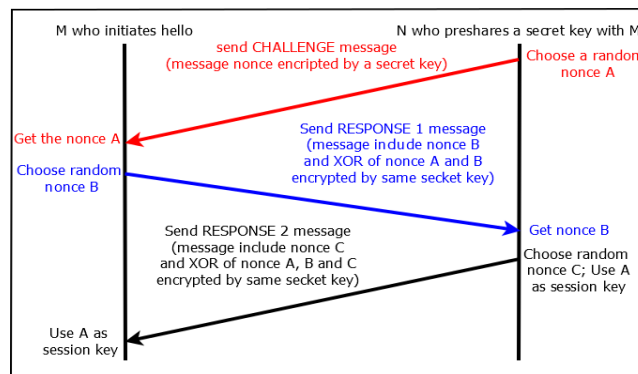 M who initiates hello
N who preshares a secret key with M
send CHALLENGE message
(message nonce encripted by a secret key)
Choose a random
nonce A
Get the nonce A
Send RESPONSE 1 message
(message include nonce B
and XOR of nonce A and B
encrypted by same secket key)
Choose random
nonce B
Get nonce B
Send RESPONSE 2 message
(message include nonce C
and XOR of nonce A, B and C
encrypted by same secket key)
Choose random
nonce C; Use A
as session key
Use A as
session key